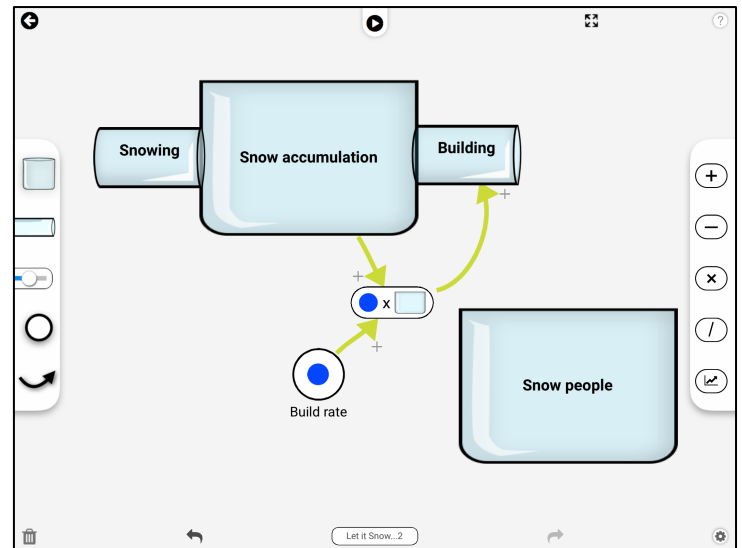 ?
Snowing
Snow accumulation
Building
+
+
−
+
x
×
+
/
Build rate
Snow people
Let it Snow...2